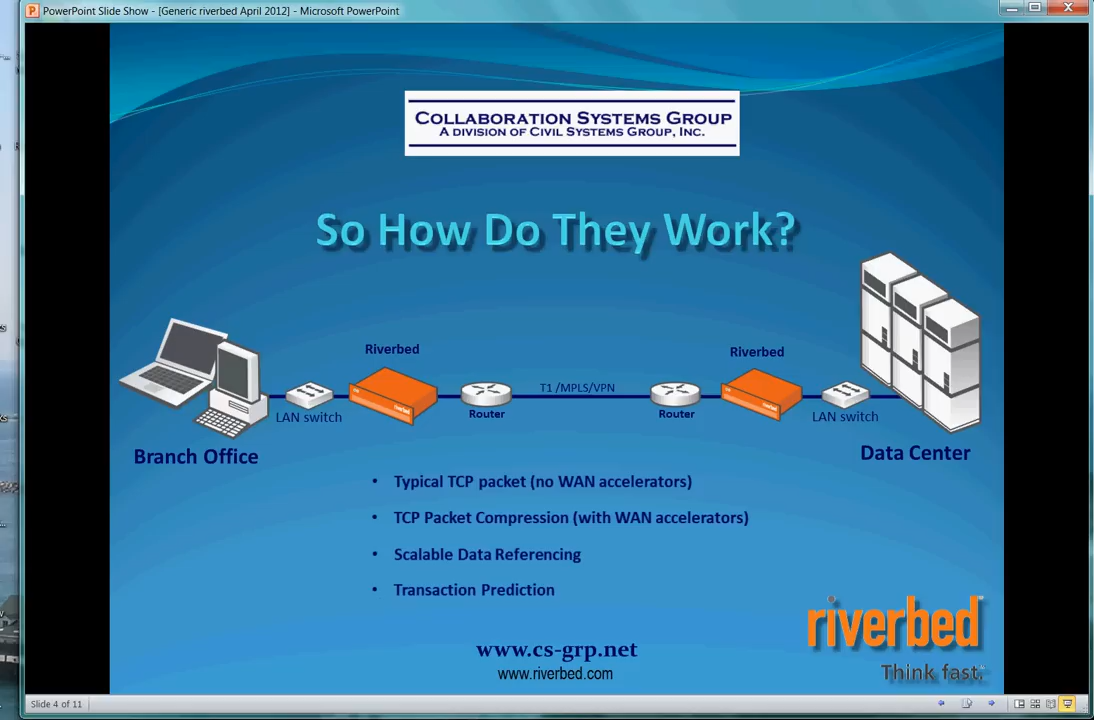 PowerPoint Slide Show - [Generic riverbed April 2012] - Microsoft PowerPoint
COLLABORATION SYSTEMS GROUP
A DIVISION OF CIVIL SYSTEMS GROUP, INC.
So How Do They Work?
Riverbed
Riverbed
T1 /MPLS/VPN
riverbed
riverbed
LAN switch
Router
Router
LAN switch
Branch Office
Data Center
• Typical TCP packet (no WAN accelerators)
• TCP Packet Compression (with WAN accelerators)
• Scalable Data Referencing
• Transaction Prediction
riverbed
Think fast.
www.cs-grp.net
www.riverbed.com
Slide 4 of 11